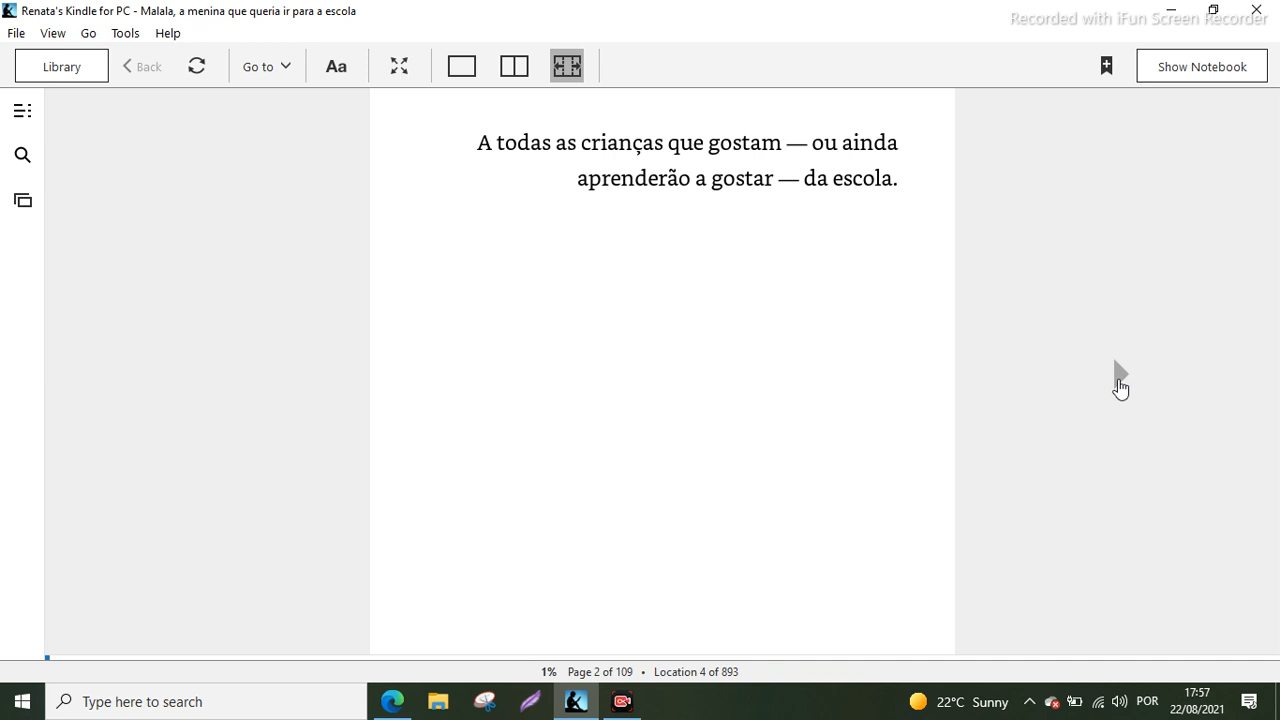 Renata's Kindle for PC - Malala, a menina que queria ir para a escola
Recorded with iFun Screen Recorder
File View Go Tools Help
Library Back Go to Aa Show Notebook
A todas as crianças que gostam — ou ainda
aprenderão a gostar — da escola.
1% Page 2 of 109 • Location 4 of 893
Type here to search
22°C Sunny
POR
17:57
22/08/2021